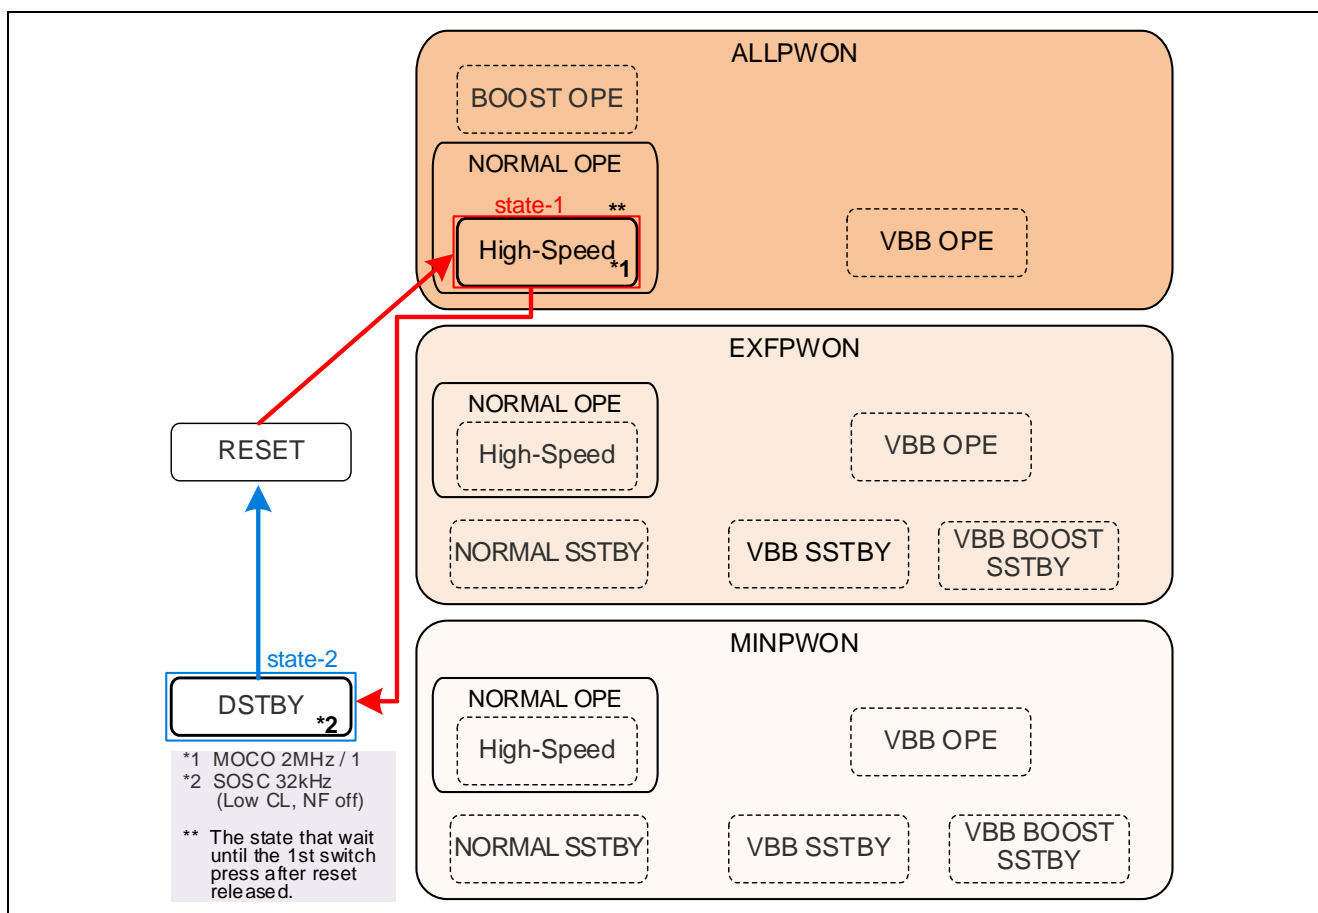 ALLPWON
BOOST OPE
NORMAL OPE
state-1
**
High-Speed
*1
VBB OPE
EXFPWON
NORMAL OPE
High-Speed
VBB OPE
NORMAL SSTBY
VBB SSTBY
VBB BOOST
SSTBY
RESET
MINPWON
NORMAL OPE
High-Speed
VBB OPE
NORMAL SSTBY
VBB SSTBY
VBB BOOST
SSTBY
state-2
DSTBY
*2
*1 MOCO 2MHz / 1
*2 SOSC 32kHz
(Low CL, NF off)
** The state that wait
until the 1st switch
press after reset
released.